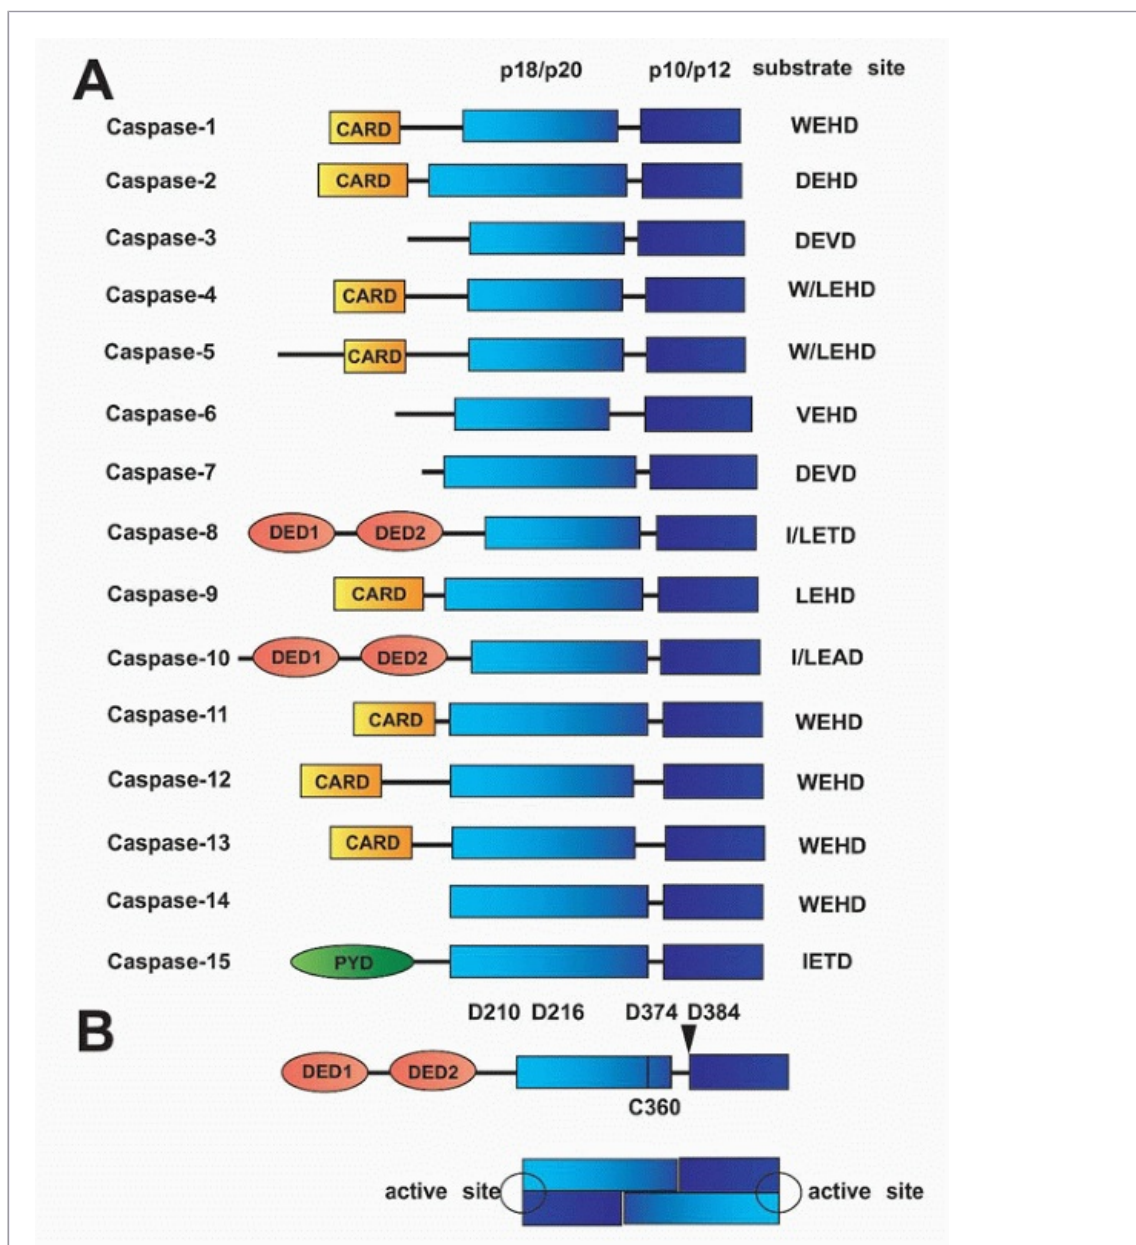 A
p18/p20 p10/p12 substrate site
Caspase-1 CARD WEHD
Caspase-2 CARD DEHD
Caspase-3 DEVD
Caspase-4 CARD W/LEHD
Caspase-5 CARD W/LEHD
Caspase-6 VEHD
Caspase-7 DEVD
Caspase-8 DED1 DED2 I/LETD
Caspase-9 CARD LEHD
Caspase-10 DED1 DED2 I/LEAD
Caspase-11 CARD WEHD
Caspase-12 CARD WEHD
Caspase-13 CARD WEHD
Caspase-14 WEHD
Caspase-15 PYD IETD
B
D210 D216 D374 D384
DED1 DED2
C360
active site active site